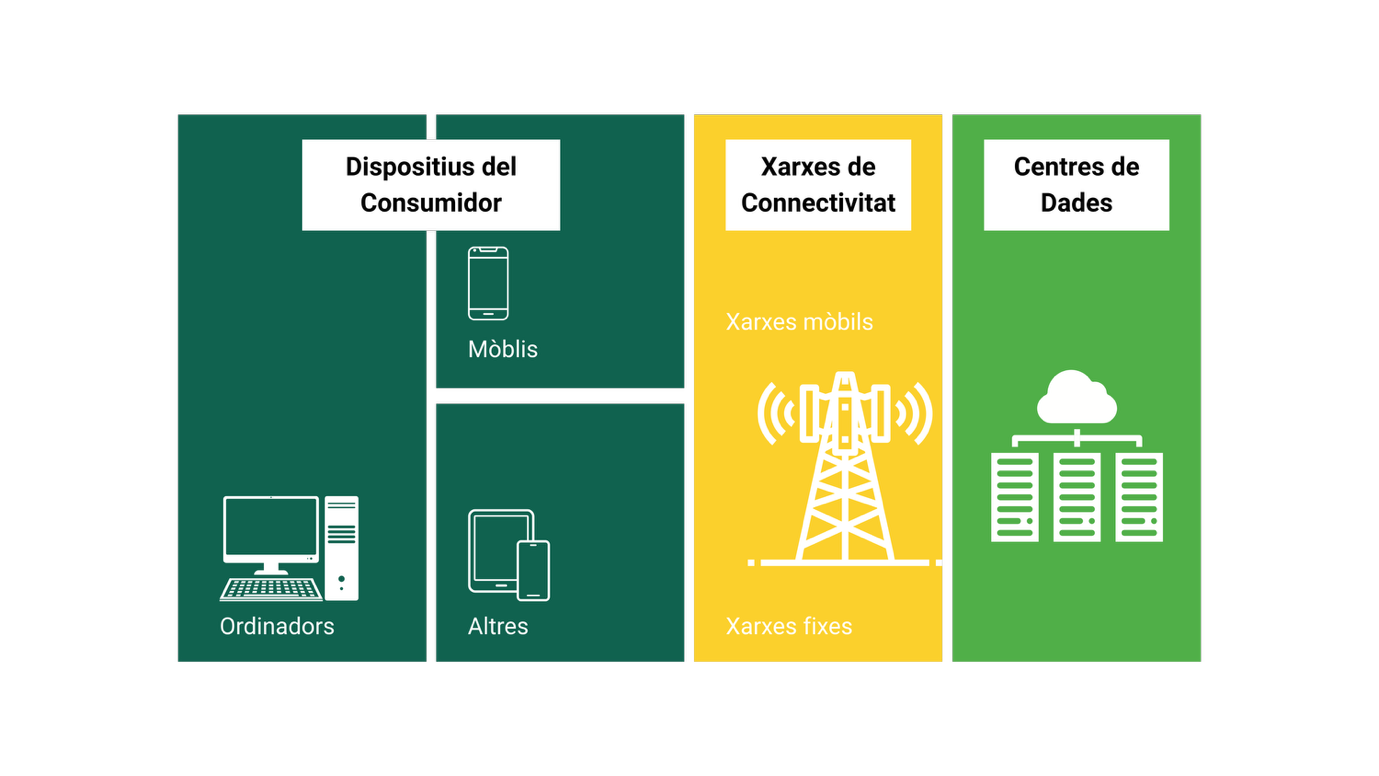 Dispositius del
Consumidor
Xarxes de
Connectivitat
Centres de
Dades
Mòblis
Xarxes mòbils
Ordinadors
Altres
Xarxes fixes